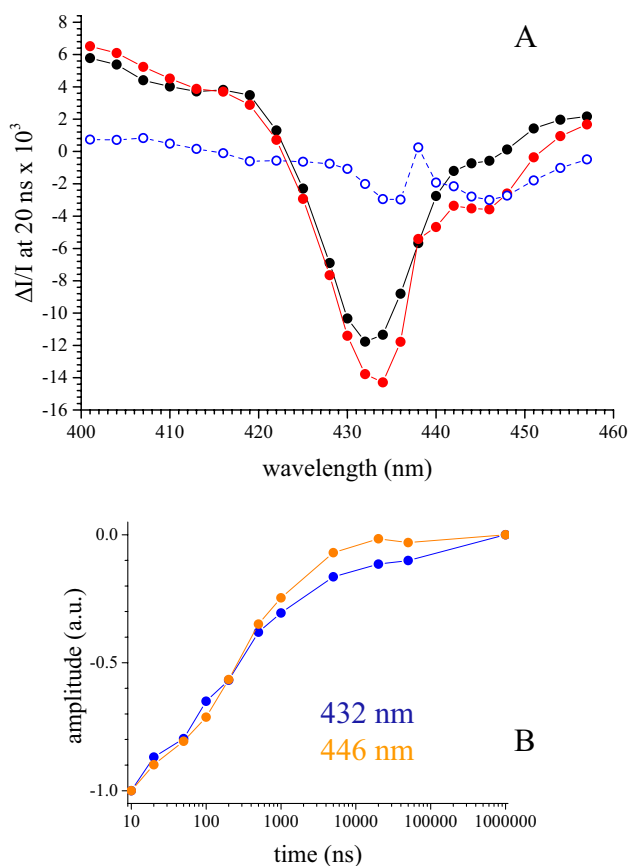 A
8
6
4
2
0
-2
-4
-6
-8
-10
-12
-14
-16
ΔI/I at 20 ns x 10³
400 410 420 430 440 450 460
wavelength (nm)
0.0
-0.5
-1.0
amplitude (a.u.)
432 nm
446 nm
B
10 100 1000 10000 100000 1000000
time (ns)